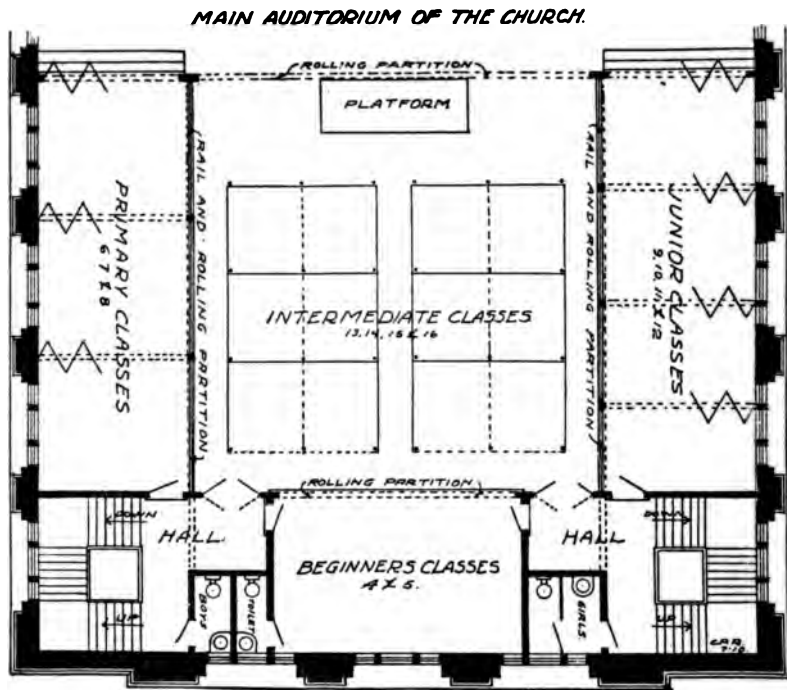 MAIN AUDITORIUM OF THE CHURCH.
ROLLING PARTITION
PLATFORM
PRIMARY CLASSES
6 7 & 8
RAIL AND ROLLING PARTITION
INTERMEDIATE CLASSES
13, 14, 15 & 16
RAIL AND ROLLING PARTITION
JUNIOR CLASSES
9, 10, 11 & 12
ROLLING PARTITION
DOWN
HALL
HALL
DOWN
BEGINNERS CLASSES
4 & 5.
UP
BOYS
TOILET
GIRLS.
UP